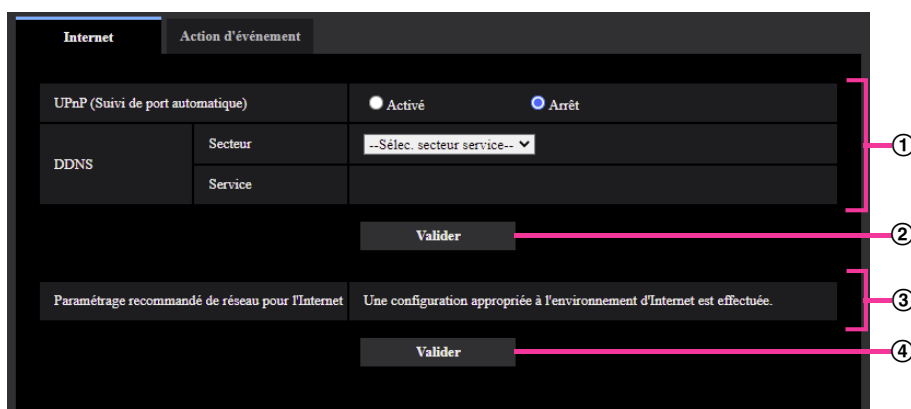 Internet
Action d'événement
UPnP (Suivi de port automatique)
Activé
Arrêt
DDNS
Secteur
--Sélec. secteur service--
Service
①
Valider
②
Paramétrage recommandé de réseau pour l'Internet
Une configuration appropriée à l'environnement d'Internet est effectuée.
③
Valider
④